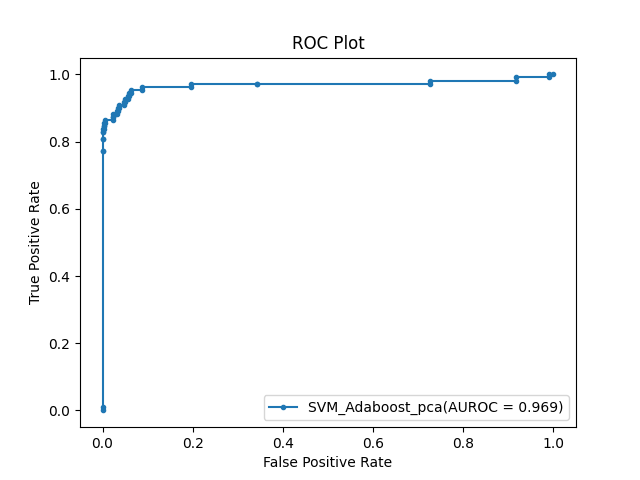 ROC Plot
True Positive Rate
1.0
0.8
0.6
0.4
0.2
0.0
SVM_Adaboost_pca(AUROC = 0.969)
0.0 0.2 0.4 0.6 0.8 1.0
False Positive Rate